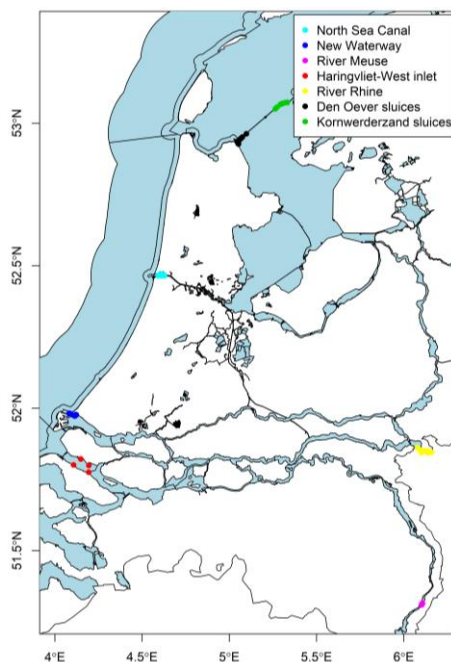 North Sea Canal
New Waterway
River Meuse
Haringvliet-West inlet
River Rhine
Den Oever sluices
Kornwerderzand sluices
53°N
52.5°N
52°N
51.5°N
4°E
4.5°E
5°E
5.5°E
6°E